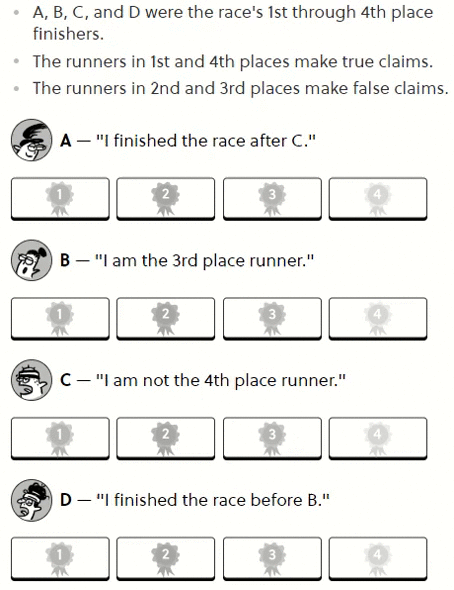 • A, B, C, and D were the race's 1st through 4th place
finishers.
• The runners in 1st and 4th places make true claims.
• The runners in 2nd and 3rd places make false claims.
A — "I finished the race after C."
1 2 3 4
B — "I am the 3rd place runner."
1 2 3 4
C — "I am not the 4th place runner."
1 2 3 4
D — "I finished the race before B."
1 2 3 4